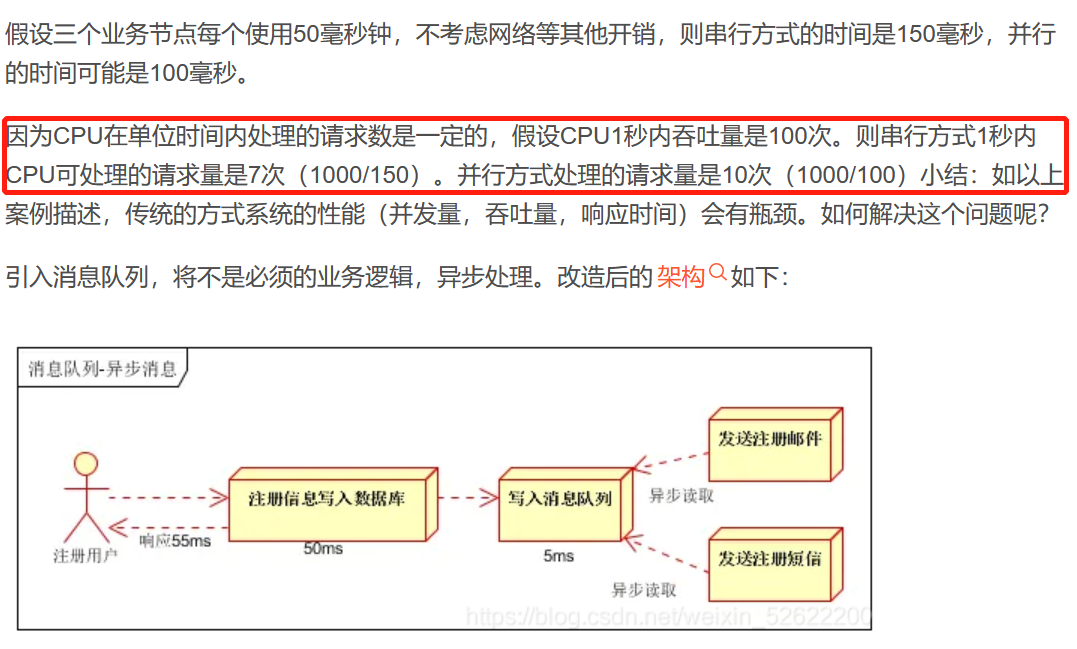 假设三个业务节点每个使用50毫秒钟，不考虑网络等其他开销，则串行方式的时间是150毫秒，并行
的时间可能是100毫秒。
因为CPU在单位时间内处理的请求数是一定的，假设CPU1秒内吞吐量是100次。则串行方式1秒内
CPU可处理的请求量是7次（1000/150）。并行方式处理的请求量是10次（1000/100）小结：如以上
案例描述，传统的方式系统的性能（并发量，吞吐量，响应时间）会有瓶颈。如何解决这个问题呢？
引入消息队列，将不是必须的业务逻辑，异步处理。改造后的 架构 如下：
消息队列-异步消息
发送注册邮件
注册信息写入数据库
写入消息队列
异步读取
响应55ms
50ms
5ms
注册用户
发送注册短信
异步读取
https://blog.csdn.net/weixin_52622200